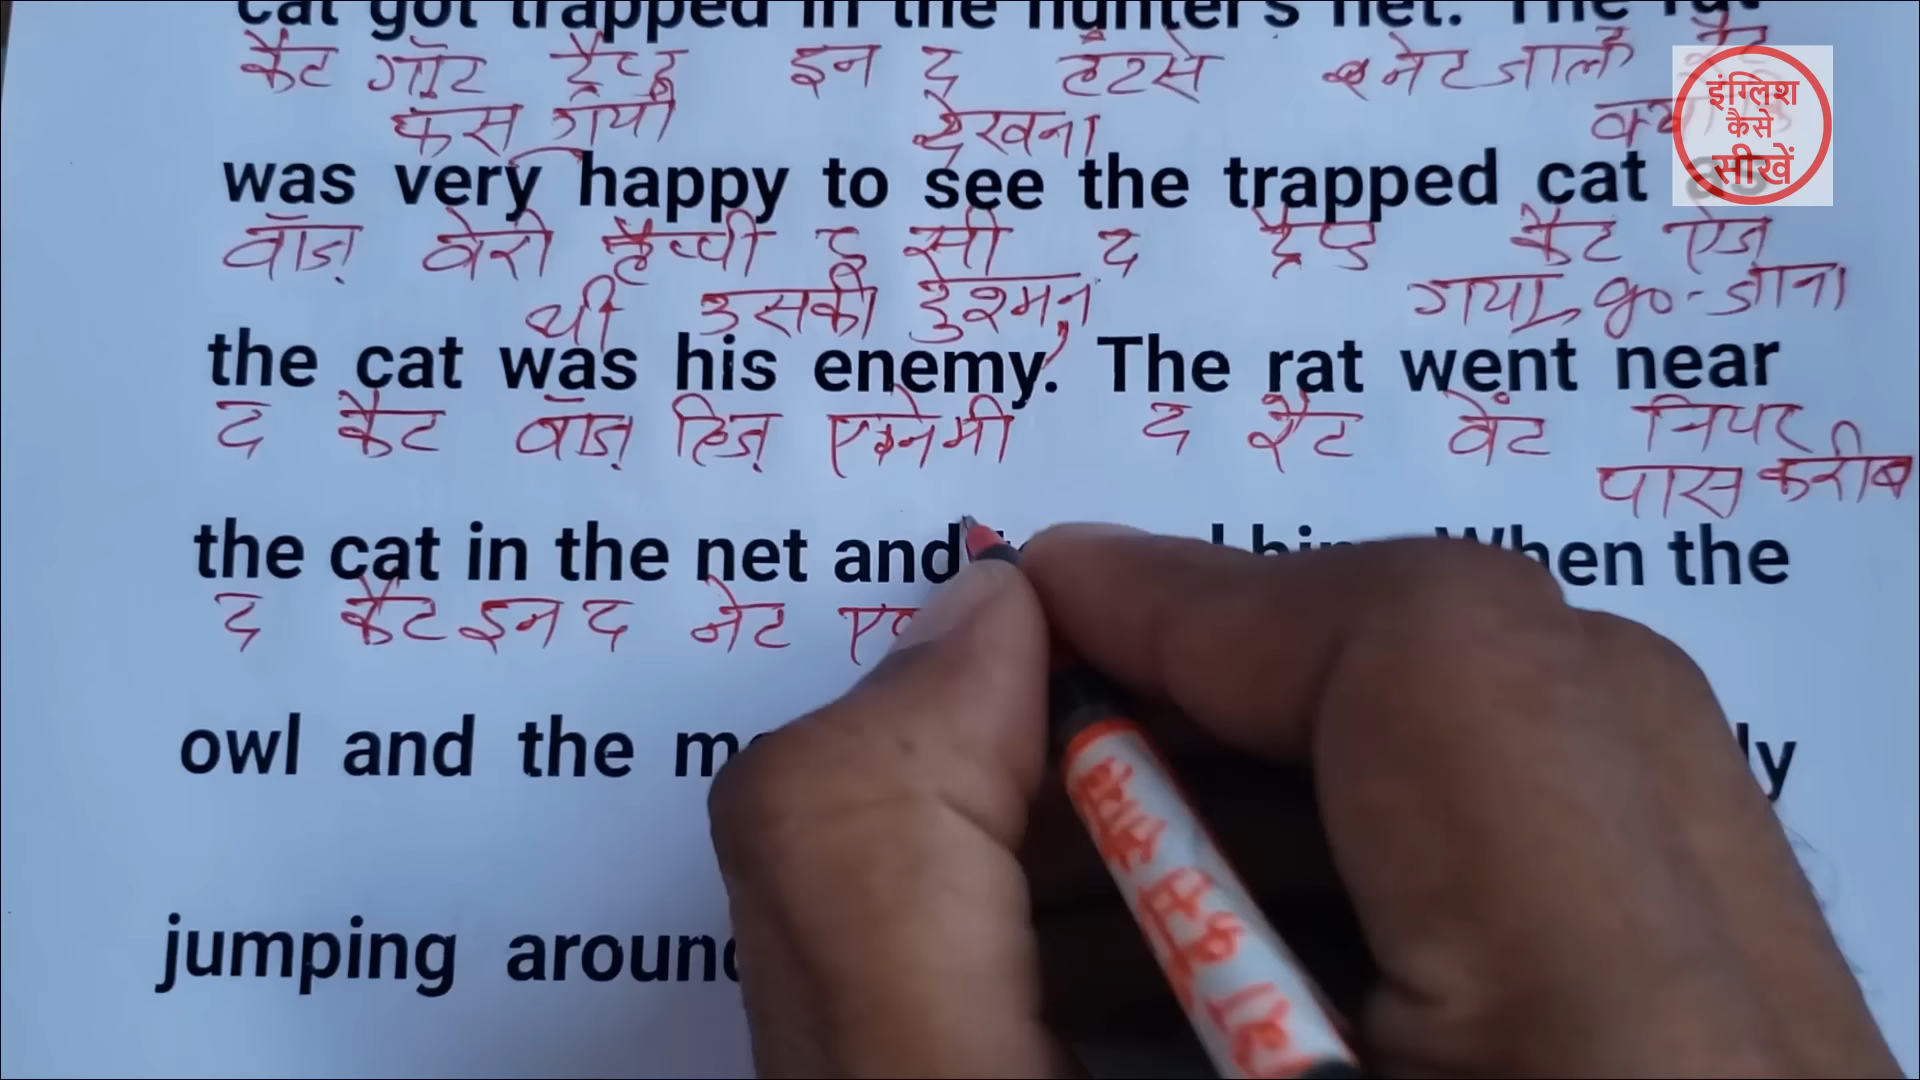 cat got trapped in the hunter's net. The rat
कैट गॉट ट्रैप्ड इन द हंटर्स नेट जाल रैट
फंस गया देखना
was very happy to see the trapped cat
वॉज़ वेरी हैप्पी टू सी द ट्रैप्ड कैट ऐज़
थी उसकी दुश्मन, गया, go-जाना
the cat was his enemy. The rat went near
द कैट वॉज़ हिज़ एनेमी द रैट वेंट नियर
पास करीब
the cat in the net and him. When the
द कैट इन द नेट
owl and the
jumping
इंग्लिश
कैसे
सीखें